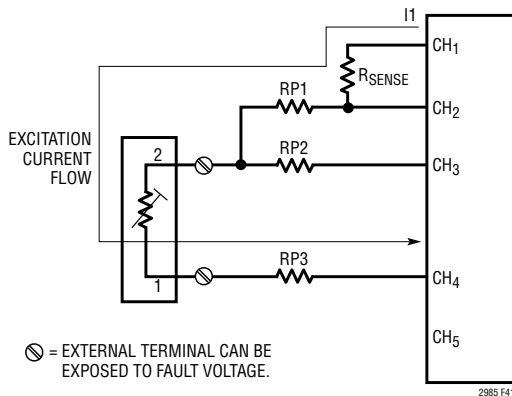 I1
CH1
RSENSE
RP1
CH2
EXCITATION
CURRENT
FLOW
2
RP2
CH3
1
RP3
CH4
CH5
= EXTERNAL TERMINAL CAN BE
EXPOSED TO FAULT VOLTAGE.
2985 F41